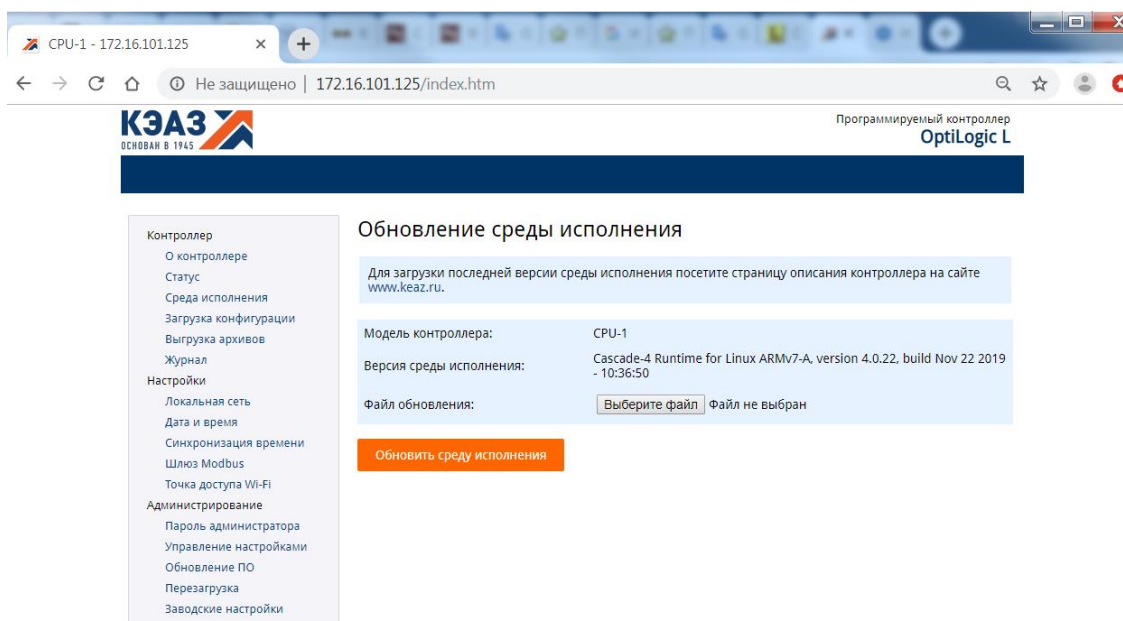 CPU-1 - 172.16.101.125
Не защищено | 172.16.101.125/index.htm
КЭАЗ
ОСНОВАН В 1945
Программируемый контроллер
OptiLogic L
Контроллер
О контроллере
Статус
Среда исполнения
Загрузка конфигурации
Выгрузка архивов
Журнал
Настройки
Локальная сеть
Дата и время
Синхронизация времени
Шлюз Modbus
Точка доступа Wi-Fi
Администрирование
Пароль администратора
Управление настройками
Обновление ПО
Перезагрузка
Заводские настройки
Обновление среды исполнения
Для загрузки последней версии среды исполнения посетите страницу описания контроллера на сайте
www.keaz.ru.
Модель контроллера: CPU-1
Версия среды исполнения: Cascade-4 Runtime for Linux ARMv7-A, version 4.0.22, build Nov 22 2019
- 10:36:50
Файл обновления: Выберите файл Файл не выбран
Обновить среду исполнения